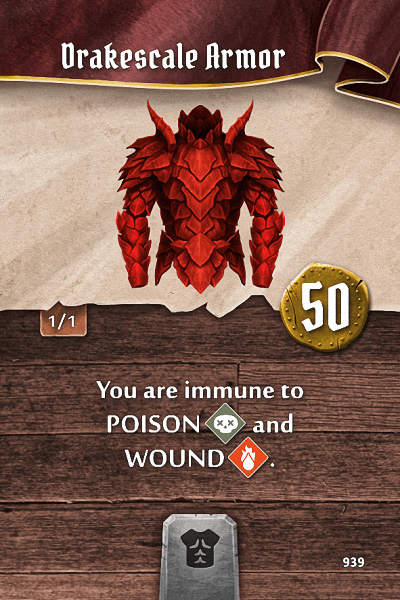 Drakescale Armor
1/1
50
You are immune to
POISON and
WOUND .
939